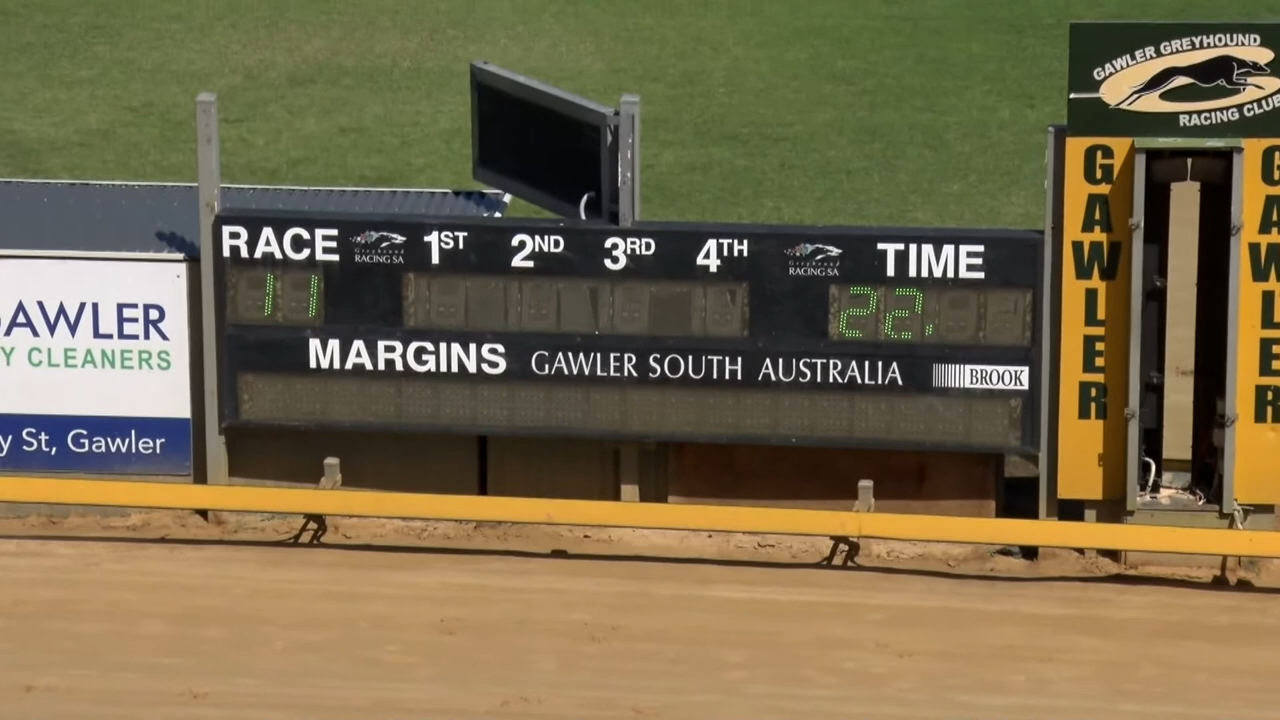 GAWLER GREYHOUND
RACING CLUB
RACE
Greyhound
RACING SA
1ST
2ND
3RD
4TH
Greyhound
RACING SA
TIME
11
22.
MARGINS
GAWLER SOUTH AUSTRALIA
BROOK
GAWLER
GAWLER
AWLER
Y CLEANERS
y St, Gawler